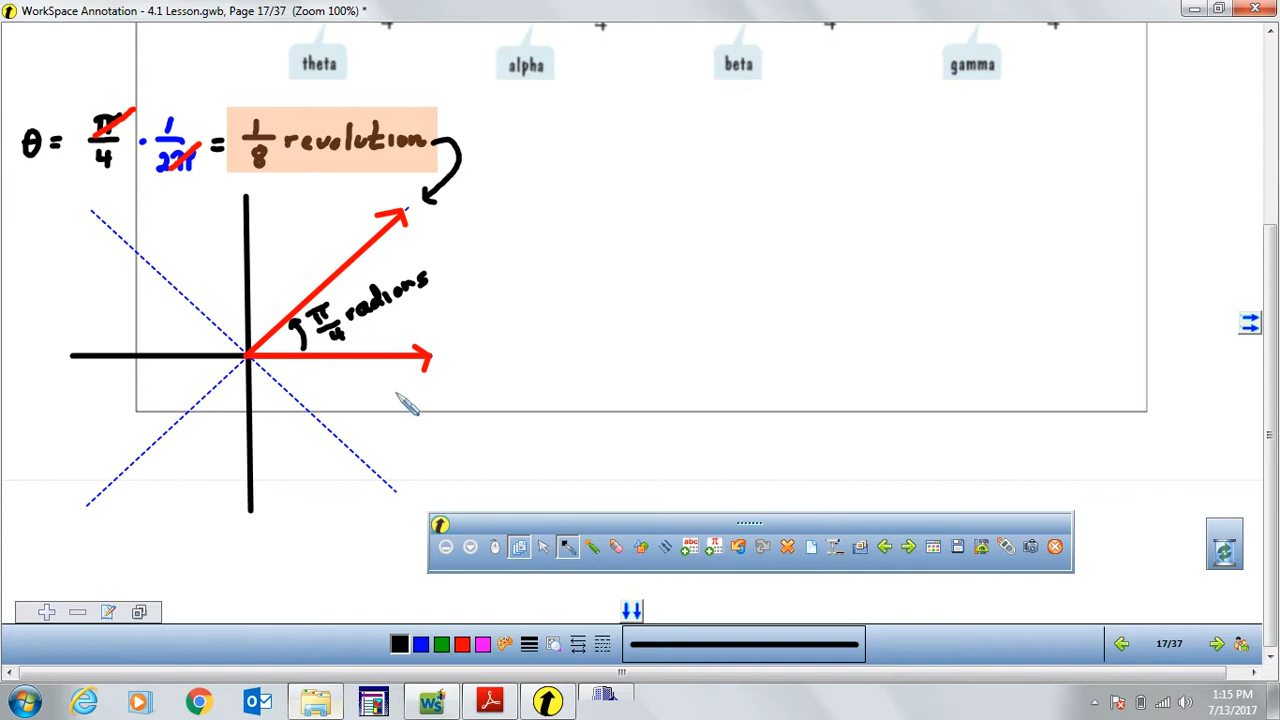 WorkSpace Annotation - 4.1 Lesson.gwb, Page 17/37 (Zoom 100%) *
theta alpha beta gamma
θ = π/4 · 1/2π = 1/8 revolution
π/4 radians
abc
π
17/37
1:15 PM
7/13/2017